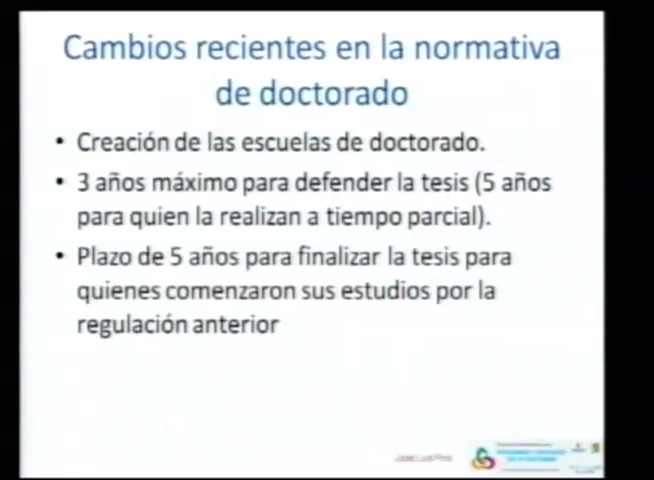 Cambios recientes en la normativa
de doctorado
• Creación de las escuelas de doctorado.
• 3 años máximo para defender la tesis (5 años
para quien la realizan a tiempo parcial).
• Plazo de 5 años para finalizar la tesis para
quienes comenzaron sus estudios por la
regulación anterior